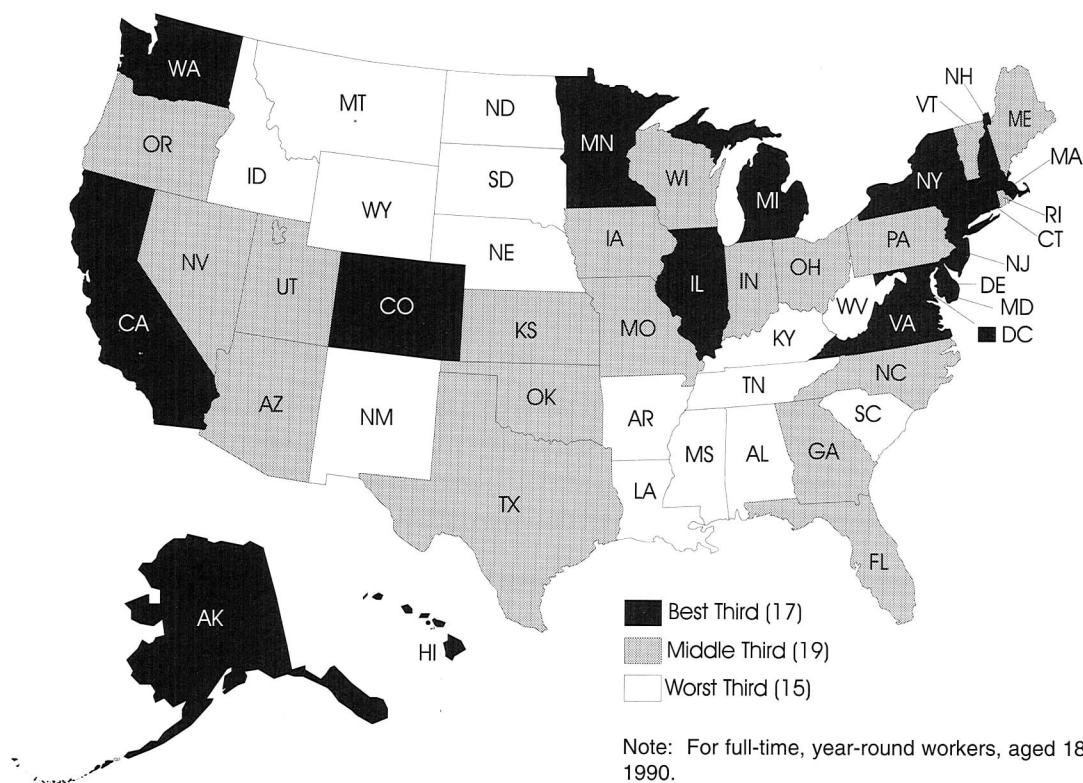 WA
MT
ND
OR
ID
WY
SD
MN
WI
MI
NH
VT
ME
NY
MA
RI
CT
NV
UT
CO
NE
IA
IL
IN
OH
PA
NJ
DE
MD
DC
CA
KS
MO
KY
WV
VA
AZ
NM
OK
AR
TN
NC
SC
TX
LA
MS
AL
GA
FL
AK
HI
Best Third (17)
Middle Third (19)
Worst Third (15)
Note: For full-time, year-round workers, aged 18
1990.